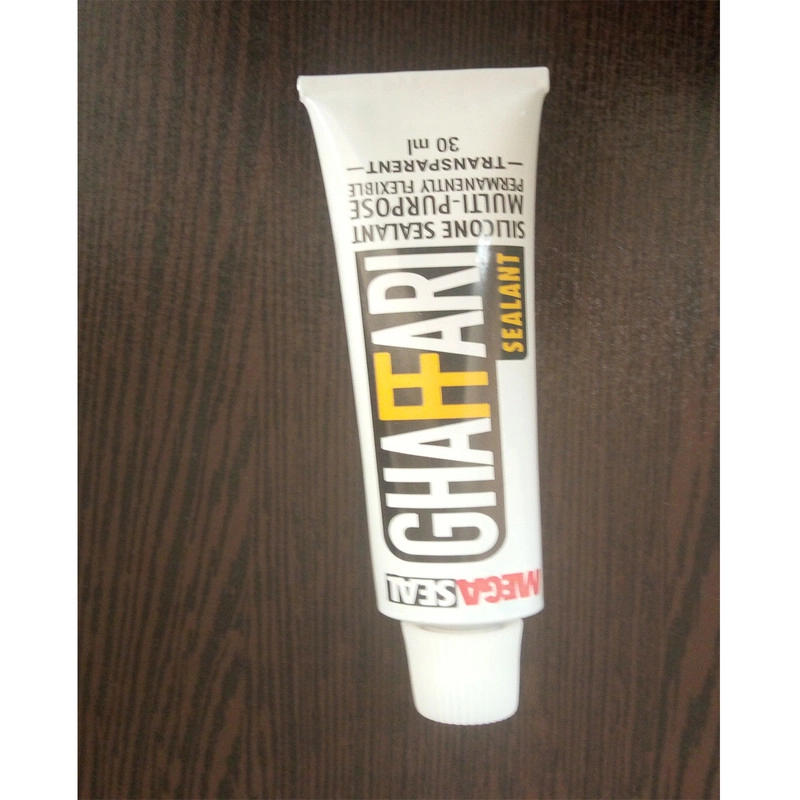 MEGASEAL
GHAFFARI
SEALANT
SILICONE SEALANT
MULTI-PURPOSE
PERMANENTLY FLEXIBLE
—TRANSPARENT—
30 ml